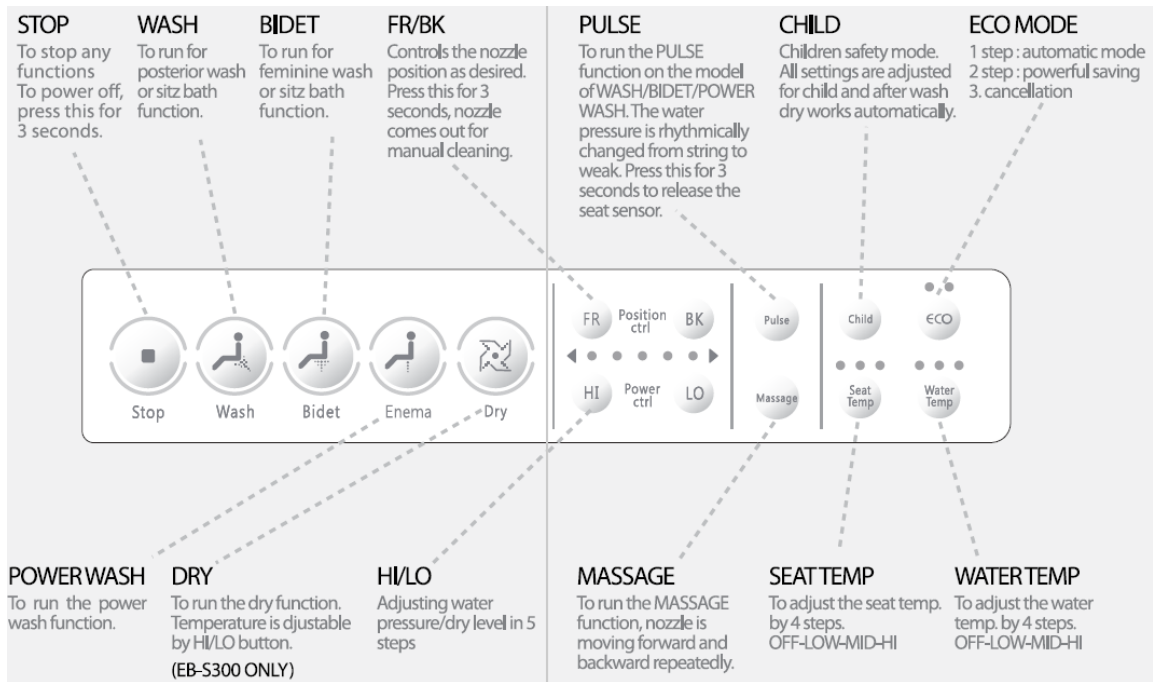 STOP
To stop any
functions
To power off,
press this for
3 seconds.
WASH
To run for
posterior wash
or sitz bath
function.
BIDET
To run for
feminine wash
or sitz bath
function.
FR/BK
Controls the nozzle
position as desired.
Press this for 3
seconds, nozzle
comes out for
manual cleaning.
PULSE
To run the PULSE
function on the model
of WASH/BIDET/POWER
WASH. The water
pressure is rhythmically
changed from string to
weak. Press this for 3
seconds to release the
seat sensor.
CHILD
Children safety mode.
All settings are adjusted
for child and after wash
dry works automatically.
ECO MODE
1 step : automatic mode
2 step : powerful saving
3. cancellation
Stop
Wash
Bidet
Enema
Dry
FR Position ctrl BK
HI Power ctrl LO
Pulse
Massage
Child
ECO
Seat
Temp
Water
Temp
POWER WASH
To run the power
wash function.
DRY
To run the dry function.
Temperature is djustable
by HI/LO button.
(EB-S300 ONLY)
HI/LO
Adjusting water
pressure/dry level in 5
steps
MASSAGE
To run the MASSAGE
function, nozzle is
moving forward and
backward repeatedly.
SEAT TEMP
To adjust the seat temp.
by 4 steps.
OFF-LOW-MID-HI
WATER TEMP
To adjust the water
temp. by 4 steps.
OFF-LOW-MID-HI